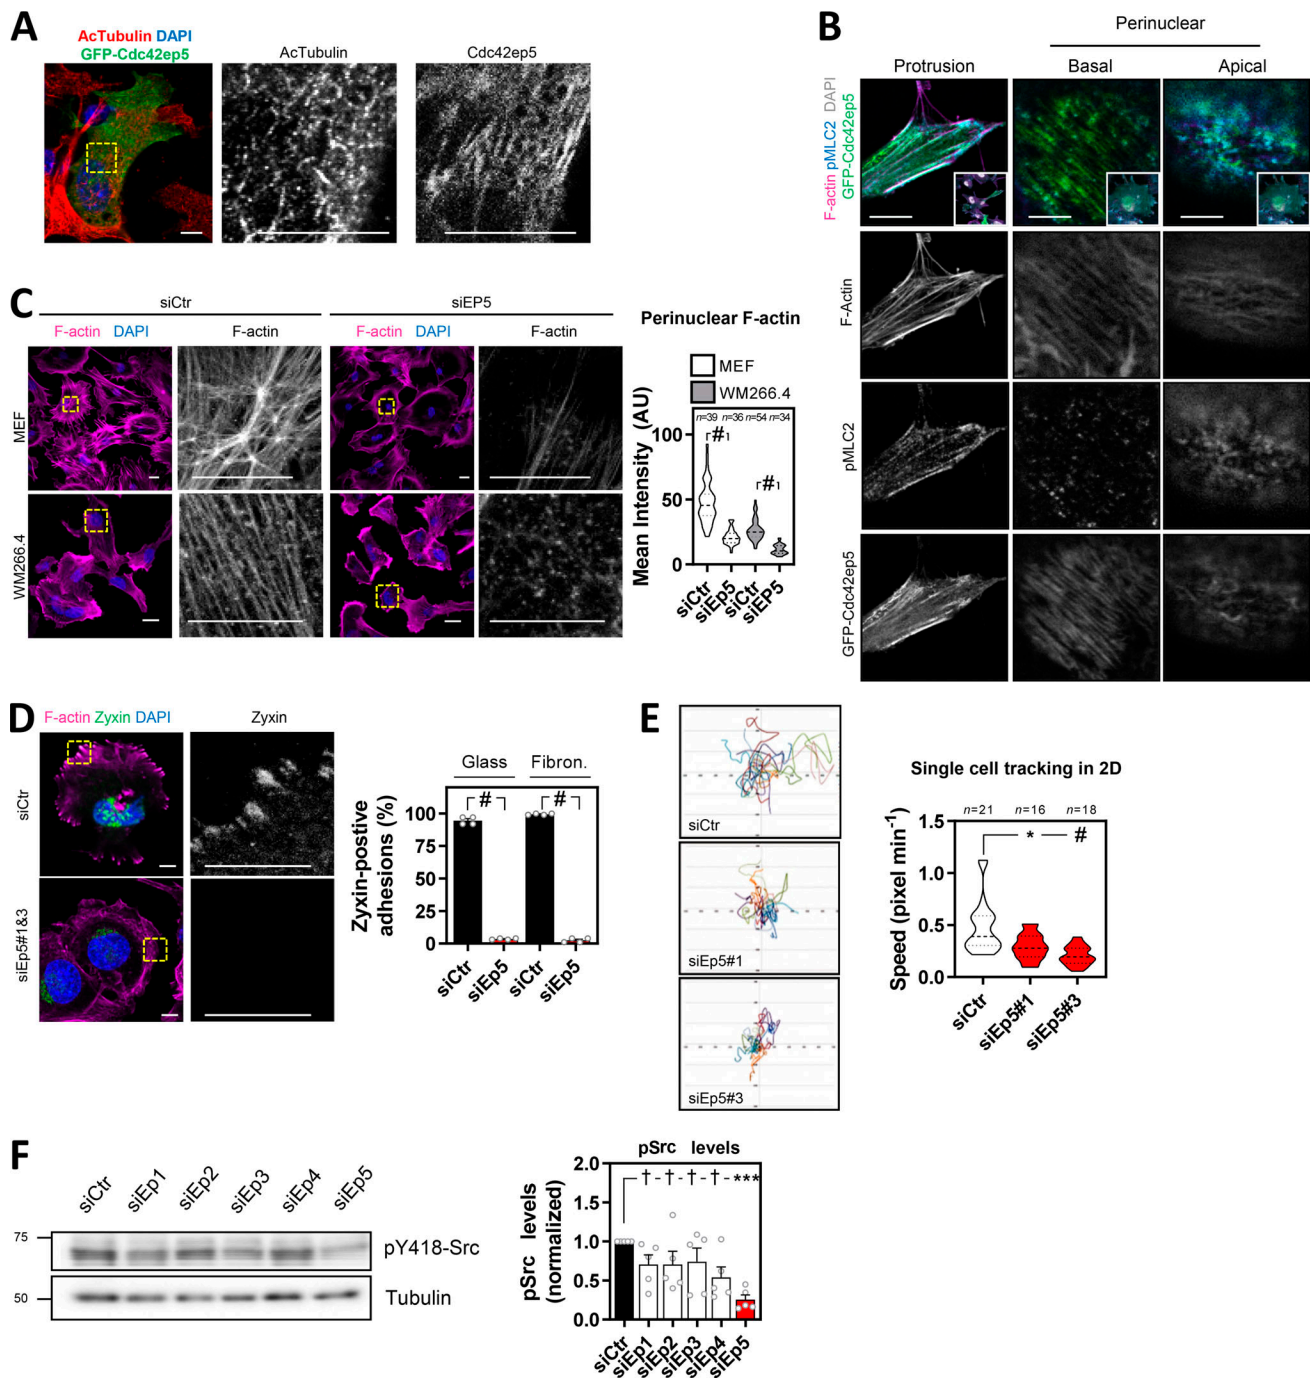 A
AcTubulin DAPI
GFP-Cdc42ep5
AcTubulin
Cdc42ep5
B
Perinuclear
Protrusion
Basal
Apical
F-actin pMLC2 DAPI
GFP-Cdc42ep5
F-Actin
pMLC2
GFP-Cdc42ep5
C
siCtr
siEP5
F-actin DAPI
F-actin
F-actin DAPI
F-actin
MEF
WM266.4
Perinuclear F-actin
MEF
WM266.4
Mean Intensity (AU)
n=39 n=36 n=54 n=34
100
50
0
#
#
siCtr
siEp5
siCtr
siEP5
D
F-actin Zyxin DAPI
Zyxin
siCtr
siEp5#1&3
Zyxin-postive
adhesions (%)
Glass
Fibron.
#
#
100
75
50
25
0
siCtr
siEp5
siCtr
siEp5
E
siCtr
siEp5#1
siEp5#3
Single cell tracking in 2D
n=21 n=16 n=18
* #
Speed (pixel min-1)
1.5
1.0
0.5
0.0
siCtr
siEp5#1
siEp5#3
F
siCtr
siEp1
siEp2
siEp3
siEp4
siEp5
75
pY418-Src
50
Tubulin
pSrc levels
pSrc levels
(normalized)
† † † † ***
2.0
1.5
1.0
0.5
0.0
siCtr
siEp1
siEp2
siEp3
siEp4
siEp5